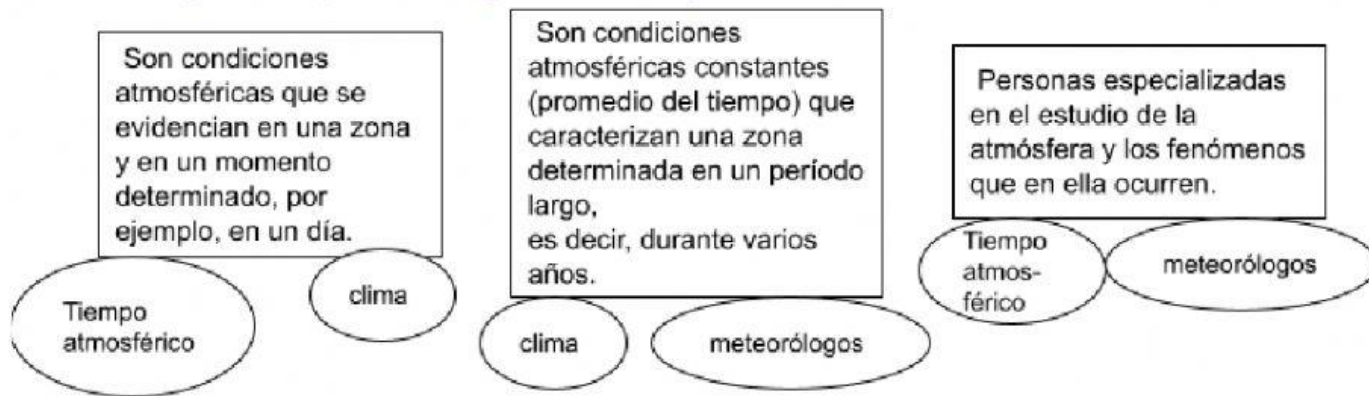 Son condiciones
atmosféricas que se
evidencian en una zona
y en un momento
determinado, por
ejemplo, en un día.
Tiempo
atmosférico
clima
Son condiciones
atmosféricas constantes
(promedio del tiempo) que
caracterizan una zona
determinada en un período
largo,
es decir, durante varios
años.
clima
meteorólogos
Personas especializadas
en el estudio de la
atmósfera y los fenómenos
que en ella ocurren.
Tiempo
atmos-
férico
meteorólogos